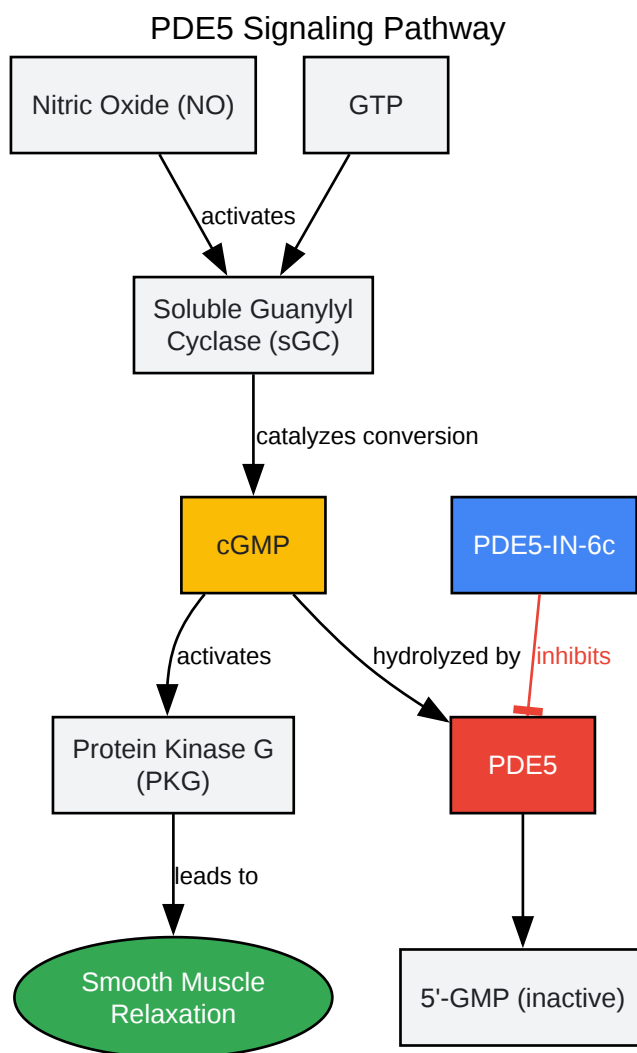 PDE5 Signaling Pathway
Nitric Oxide (NO)
GTP
activates
Soluble Guanylyl
Cyclase (sGC)
catalyzes conversion
cGMP
PDE5-IN-6c
activates
hydrolyzed by
inhibits
Protein Kinase G
(PKG)
PDE5
leads to
Smooth Muscle
Relaxation
5'-GMP (inactive)